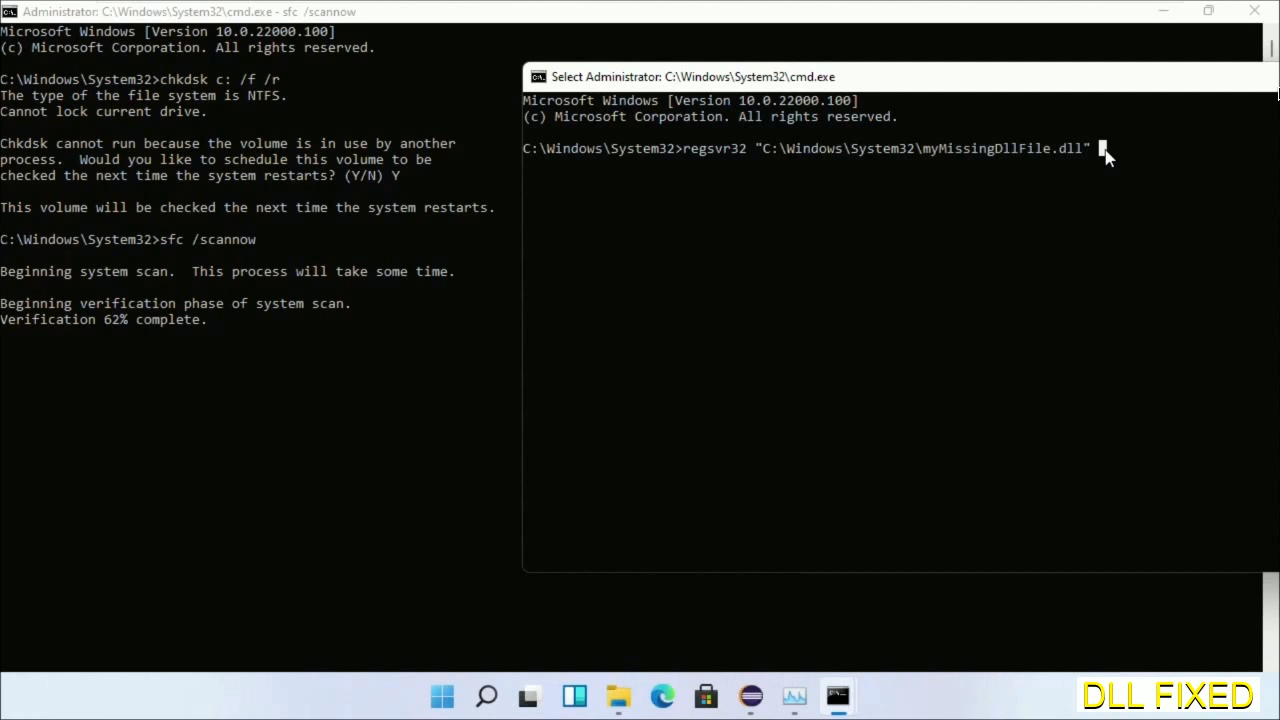 Administrator: C:\Windows\System32\cmd.exe - sfc /scannow
Microsoft Windows [Version 10.0.22000.100]
(c) Microsoft Corporation. All rights reserved.
C:\Windows\System32>chkdsk c: /f /r
The type of the file system is NTFS.
Cannot lock current drive.
Chkdsk cannot run because the volume is in use by another
process.  Would you like to schedule this volume to be
checked the next time the system restarts? (Y/N) Y
This volume will be checked the next time the system restarts.
C:\Windows\System32>sfc /scannow
Beginning system scan.  This process will take some time.
Beginning verification phase of system scan.
Verification 62% complete.
Select Administrator: C:\Windows\System32\cmd.exe
Microsoft Windows [Version 10.0.22000.100]
(c) Microsoft Corporation. All rights reserved.
C:\Windows\System32>regsvr32 "C:\Windows\System32\myMissingDllFile.dll"
DLL FIXED